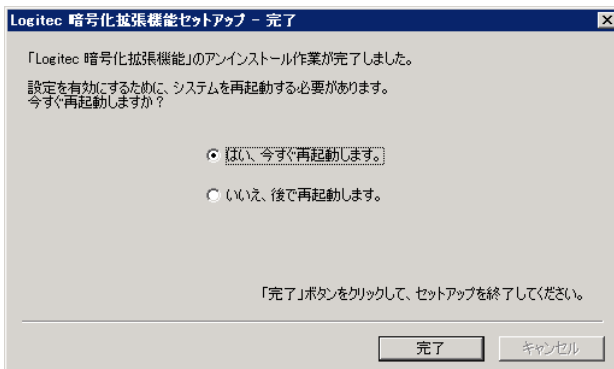 Logitec 暗号化拡張機能セットアップ - 完了
「Logitec 暗号化拡張機能」のアンインストール作業が完了しました。
設定を有効にするために、システムを再起動する必要があります。
今すぐ再起動しますか？
はい、今すぐ再起動します。
いいえ、後で再起動します。
「完了」ボタンをクリックして、セットアップを終了してください。
完了
キャンセル